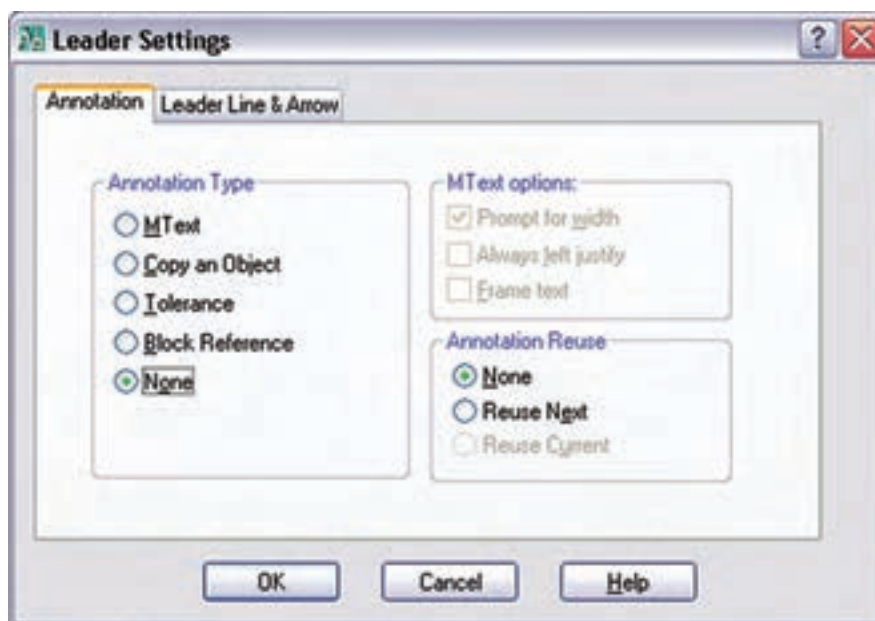 Leader Settings
Annotation
Leader Line & Arrow
Annotation Type
MText
Copy an Object
Tolerance
Block Reference
None
MText options:
Prompt for width
Always left justify
Frame text
Annotation Reuse
None
Reuse Next
Reuse Current
OK
Cancel
Help